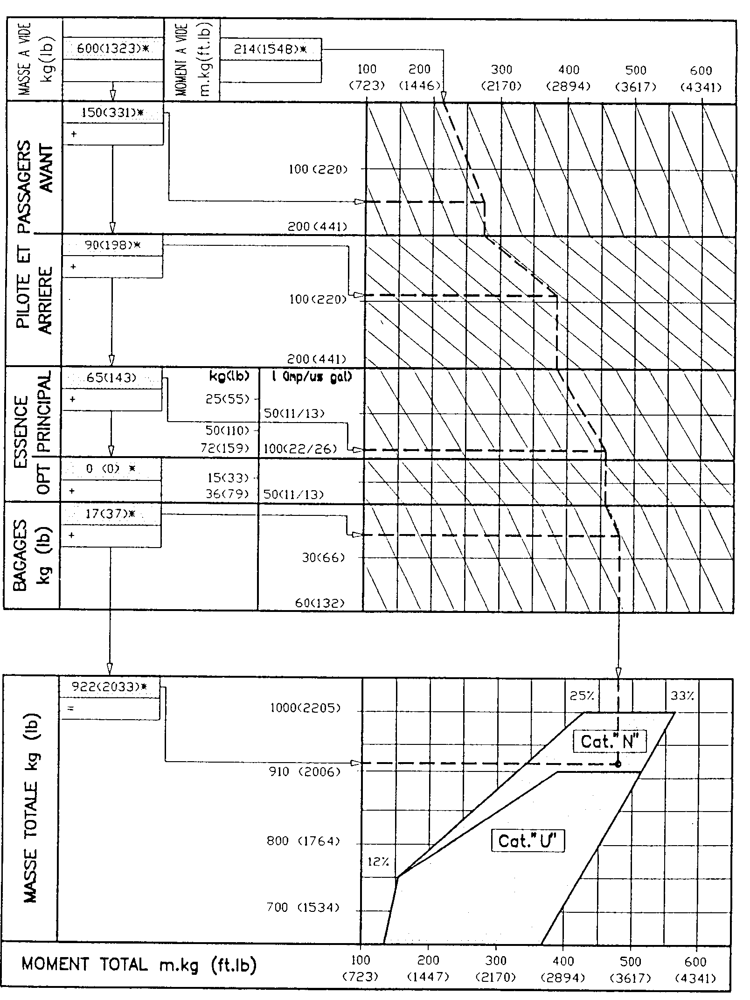 MASSE A VIDE
kg(lb)
600(1323)*
MOMENT A VIDE
m.kg(ft.lb)
214(1548)*
100 200 300 400 500 600
(723) (1446) (2170) (2894) (3617) (4341)
PILOTE ET PASSAGERS
AVANT
150(331)*
+
100(220)
200(441)
ARRIERE
90(198)*
+
100(220)
200(441)
ESSENCE
PRINCIPAL
65(143)
+
kg(lb) l (imp/us gal)
25(55)
50(11/13)
50(110)
72(159) 100(22/26)
OPT
0 (0) *
+
15(33)
36(79) 50(11/13)
BAGAGES
kg (lb)
17(37)*
+
30(66)
60(132)
MASSE TOTALE kg (lb)
922(2033)*
=
25% 33%
1000(2205)
Cat."N"
910 (2006)
800 (1764)
Cat."U"
12%
700 (1534)
MOMENT TOTAL m.kg (ft.lb)
100 200 300 400 500 600
(723) (1447) (2170) (2894) (3617) (4341)